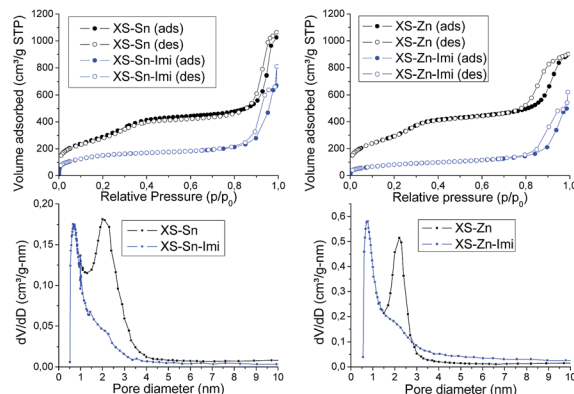 1200
1000
800
600
400
200
0
Volume adsorbed (cm³/g STP)
XS-Sn (ads)
XS-Sn (des)
XS-Sn-Imi (ads)
XS-Sn-Imi (des)
0,0 0,2 0,4 0,6 0,8 1,0
Relative Pressure (p/p₀)
1200
1000
800
600
400
200
0
Volume adsorbed (cm³/g STP)
XS-Zn (ads)
XS-Zn (des)
XS-Zn-Imi (ads)
XS-Zn-Imi (des)
0,0 0,2 0,4 0,6 0,8 1,0
Relative pressure (p/p₀)
0,20
0,15
0,10
0,05
0,00
dV/dD (cm³/g-nm)
XS-Sn
XS-Sn-Imi
0 1 2 3 4 5 6 7 8 9 10
Pore diameter (nm)
0,6
0,5
0,4
0,3
0,2
0,1
0,0
dV/dD (cm³/g-nm)
XS-Zn
XS-Zn-Imi
0 1 2 3 4 5 6 7 8 9 10
Pore diameter (nm)